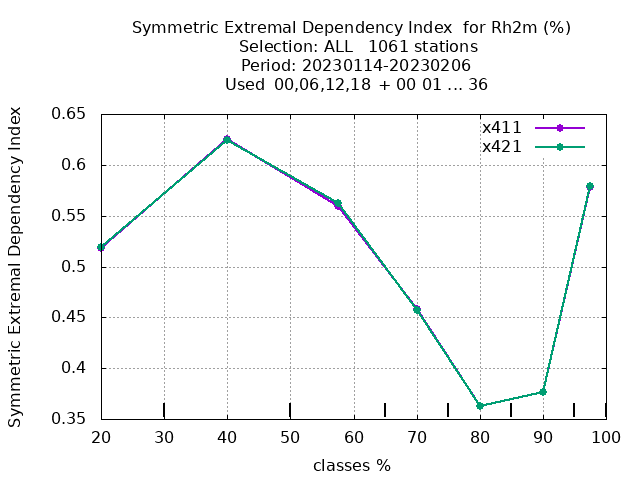 Symmetric Extremal Dependency Index  for Rh2m (%)
Selection: ALL   1061 stations
Period: 20230114-20230206
Used  00,06,12,18 + 00 01 ... 36
Symmetric Extremal Dependency Index
0.65
0.6
0.55
0.5
0.45
0.4
0.35
x411
x421
20 30 40 50 60 70 80 90 100
classes %